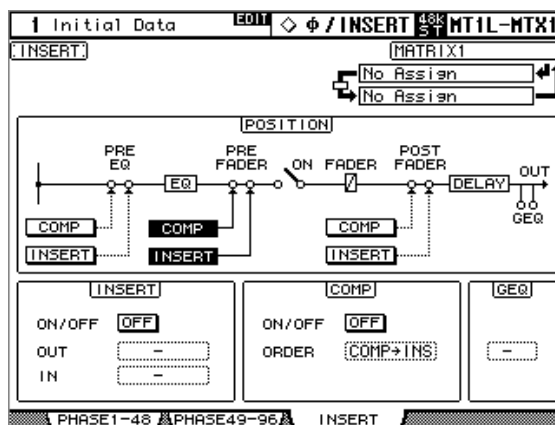 1 Initial Data EDIT ◇ ϕ/INSERT 48K ST MT1L-MTX1
INSERT MATRIX1
No Assign
No Assign
POSITION
PRE EQ PRE FADER ON FADER POST FADER OUT
EQ DELAY
GEQ
COMP COMP COMP
INSERT INSERT INSERT
INSERT COMP GEQ
ON/OFF OFF ON/OFF OFF
OUT - ORDER COMP→INS -
IN -
PHASE1-48 PHASE49-96 INSERT